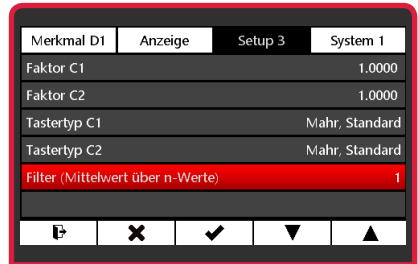 Merkmal D1 Anzeige Setup 3 System 1
Faktor C1 1.0000
Faktor C2 1.0000
Tastertyp C1 Mahr, Standard
Tastertyp C2 Mahr, Standard
Filter (Mittelwert über n-Werte) 1